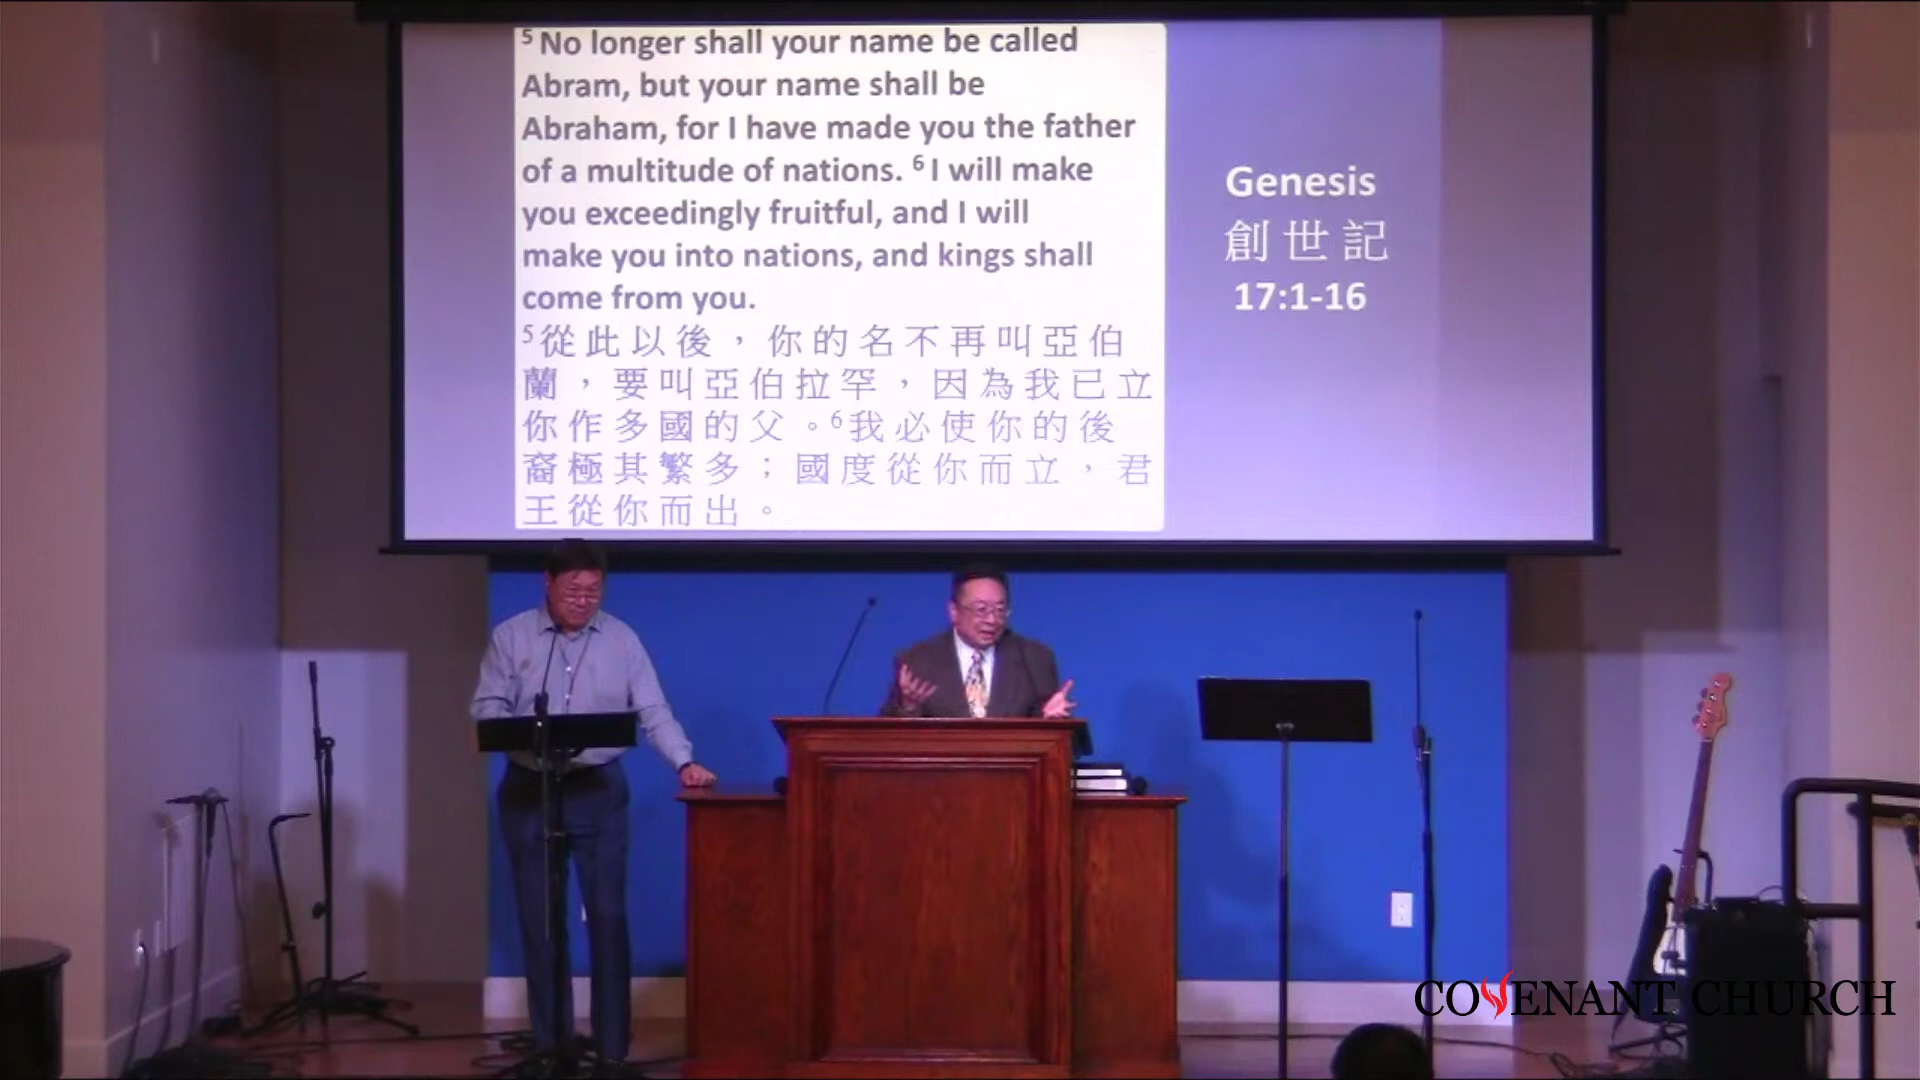 5 No longer shall your name be called
Abram, but your name shall be
Abraham, for I have made you the father
of a multitude of nations. 6 I will make
you exceedingly fruitful, and I will
make you into nations, and kings shall
come from you.
5從此以後，你的名不再叫亞伯
蘭，要叫亞伯拉罕，因為我已立
你作多國的父。6我必使你的後
裔極其繁多；國度從你而立，君
王從你而出。
Genesis
創世記
17:1-16
COVENANT CHURCH